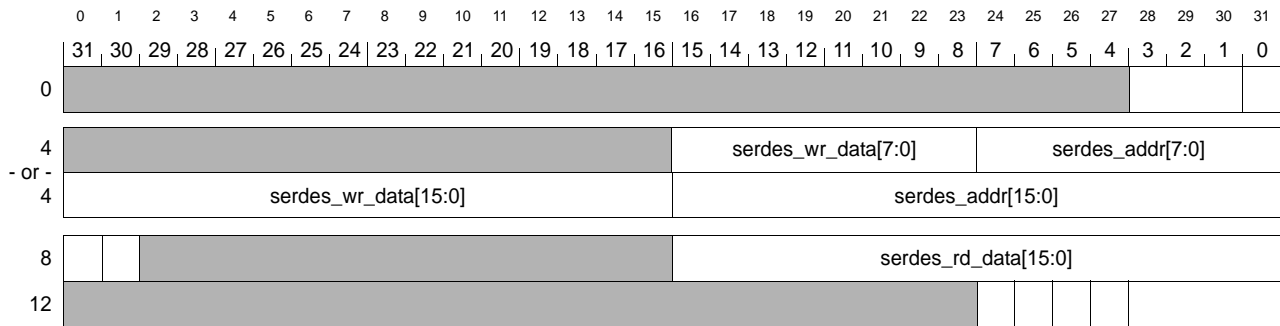 0 1 2 3 4 5 6 7 8 9 10 11 12 13 14 15 16 17 18 19 20 21 22 23 24 25 26 27 28 29 30 31
31 30 29 28 27 26 25 24 23 22 21 20 19 18 17 16 15 14 13 12 11 10 9 8 7 6 5 4 3 2 1 0
0
4 serdes_wr_data[7:0] serdes_addr[7:0]
- or -
4 serdes_wr_data[15:0] serdes_addr[15:0]
8 serdes_rd_data[15:0]
12